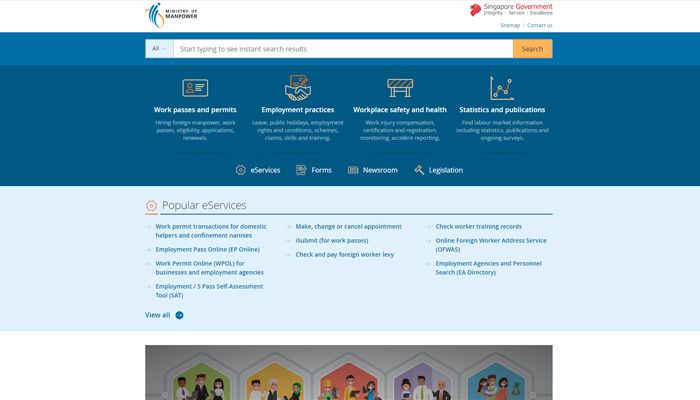 MINISTRY OF
MANPOWER
Singapore Government
Integrity · Service · Excellence
Sitemap
Contact us
All
Start typing to see instant search results
Search
Work passes and permits
Hiring foreign manpower, work
passes, eligibility, applications,
renewals.
Employment practices
Leave, public holidays, employment
rights and conditions, schemes,
claims, skills and training.
Workplace safety and health
Work injury compensation,
certification and registration,
monitoring, accident reporting.
Statistics and publications
Find labour market information
including statistics, publications and
ongoing surveys.
eServices
Forms
Newsroom
Legislation
Popular eServices
Work permit transactions for domestic
helpers and confinement nannies
Employment Pass Online (EP Online)
Work Permit Online (WPOL) for
businesses and employment agencies
Employment / S Pass Self-Assessment
Tool (SAT)
Make, change or cancel appointment
iSubmit (for work passes)
Check and pay foreign worker levy
Check worker training records
Online Foreign Worker Address Service
(OFWAS)
Employment Agencies and Personnel
Search (EA Directory)
View all